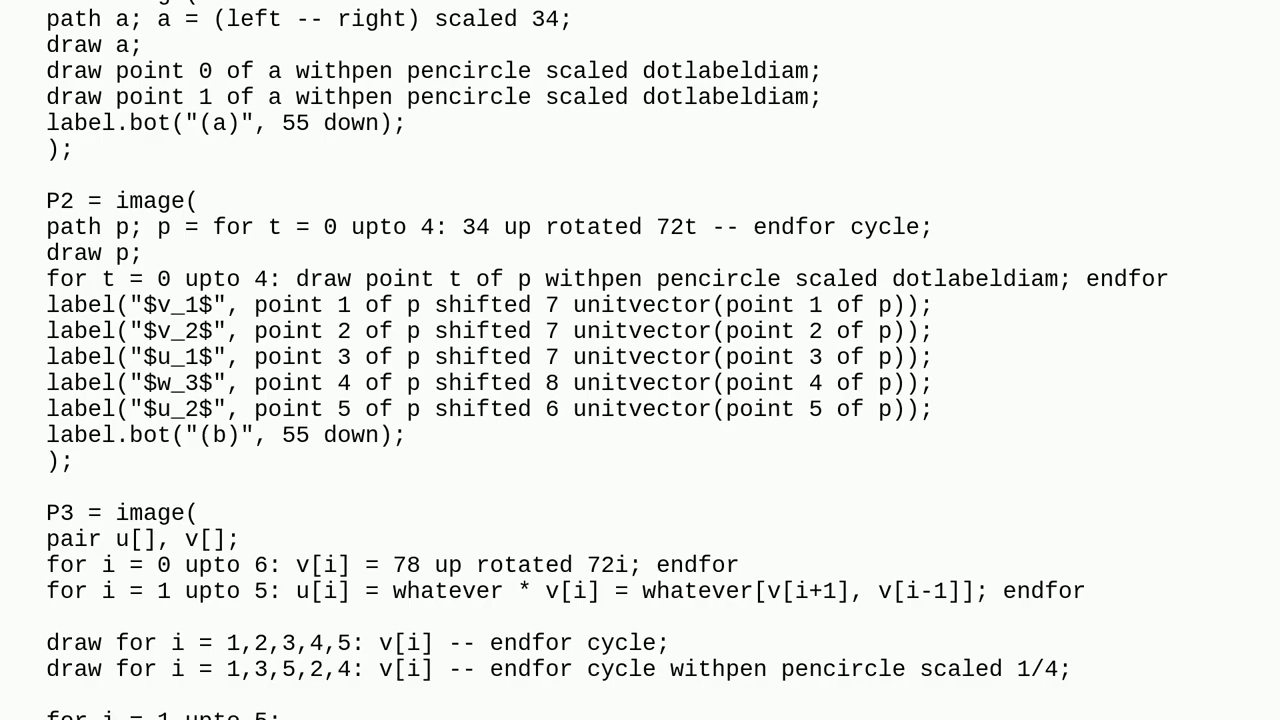 path a; a = (left -- right) scaled 34;
draw a;
draw point 0 of a withpen pencircle scaled dotlabeldiam;
draw point 1 of a withpen pencircle scaled dotlabeldiam;
label.bot("(a)", 55 down);
);
P2 = image(
path p; p = for t = 0 upto 4: 34 up rotated 72t -- endfor cycle;
draw p;
for t = 0 upto 4: draw point t of p withpen pencircle scaled dotlabeldiam; endfor
label("$v_1$", point 1 of p shifted 7 unitvector(point 1 of p));
label("$v_2$", point 2 of p shifted 7 unitvector(point 2 of p));
label("$u_1$", point 3 of p shifted 7 unitvector(point 3 of p));
label("$w_3$", point 4 of p shifted 8 unitvector(point 4 of p));
label("$u_2$", point 5 of p shifted 6 unitvector(point 5 of p));
label.bot("(b)", 55 down);
);
P3 = image(
pair u[], v[];
for i = 0 upto 6: v[i] = 78 up rotated 72i; endfor
for i = 1 upto 5: u[i] = whatever * v[i] = whatever[v[i+1], v[i-1]]; endfor
draw for i = 1,2,3,4,5: v[i] -- endfor cycle;
draw for i = 1,3,5,2,4: v[i] -- endfor cycle withpen pencircle scaled 1/4;
for i = 1 upto 5: